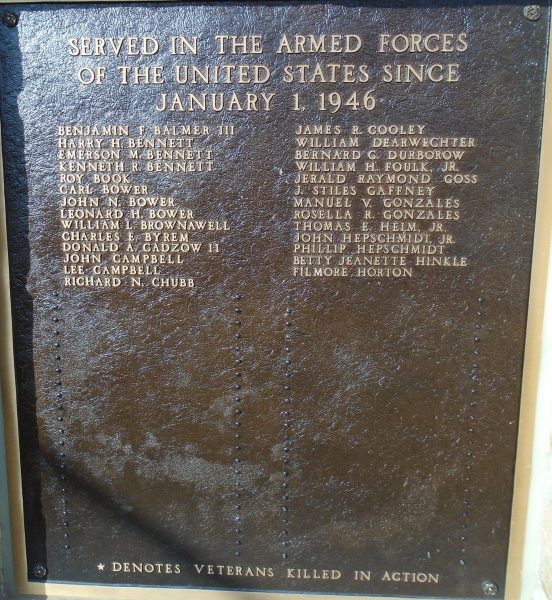 SERVED IN THE ARMED FORCES
OF THE UNITED STATES SINCE
JANUARY 1, 1946
BENJAMIN F. BALMER III
HARRY H. BENNETT
EMERSON M. BENNETT
KENNETH R. BENNETT
ROY BOOK
CARL BOWER
JOHN N. BOWER
LEONARD H. BOWER
WILLIAM L. BROWNAWELL
CHARLES E. BYREM
DONALD A. CADZOW II
JOHN CAMPBELL
LEE CAMPBELL
RICHARD N. CHUBB
JAMES R. COOLEY
WILLIAM DEARWECHTER
BERNARD G. DURBOROW
WILLIAM H. FOULK, JR.
JERALD RAYMOND GOSS
J. STILES GAFFNEY
MANUEL V. GONZALES
ROSELLA R. GONZALES
THOMAS E. HEIM, JR.
JOHN HEPSCHMIDT, JR.
PHILLIP HEPSCHMIDT
BETTY JEANETTE HINKLE
FILMORE HORTON
★ DENOTES VETERANS KILLED IN ACTION